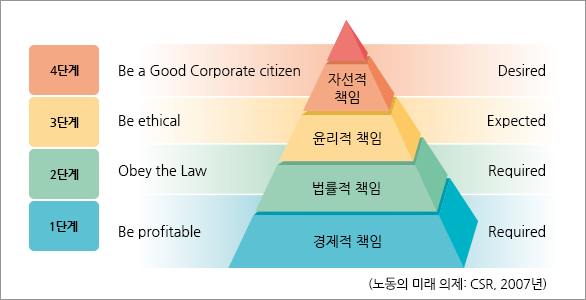 4단계 Be a Good Corporate citizen 자선적 Desired
책임
3단계 Be ethical 윤리적 책임 Expected
2단계 Obey the Law 법률적 책임 Required
1단계 Be profitable 경제적 책임 Required
(노동의 미래 의제: CSR, 2007년)